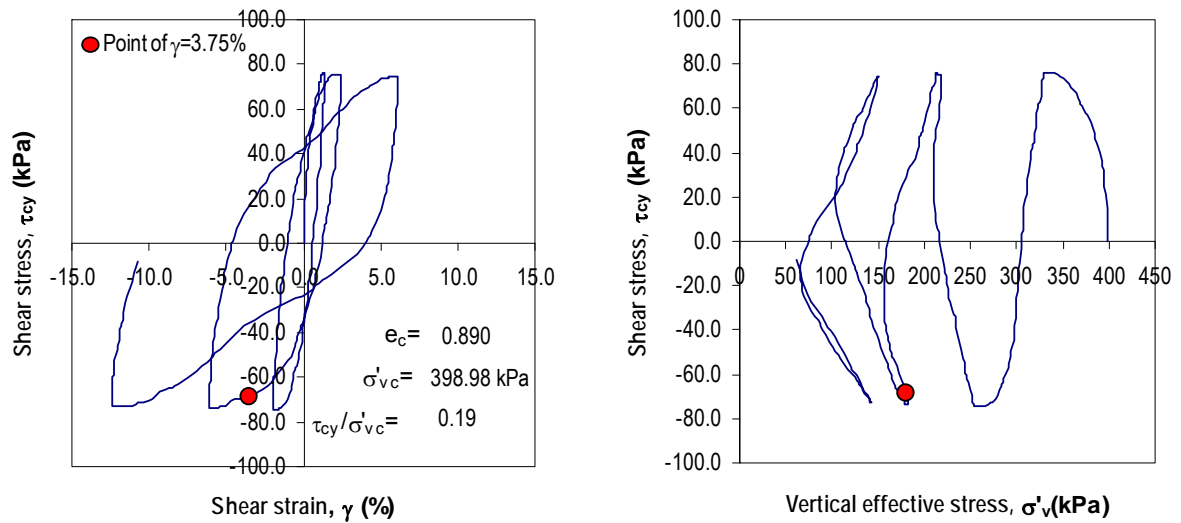 Point of γ=3.75%
100.0
80.0
60.0
40.0
20.0
0.0
-20.0
-40.0
-60.0
-80.0
-100.0
-15.0 -10.0 -5.0 0.0 5.0 10.0 15.0
Shear stress, τcy (kPa)
Shear strain, γ (%)
ec= 0.890
σ'vc= 398.98 kPa
τcy/σ'vc= 0.19
100.0
80.0
60.0
40.0
20.0
0.0
-20.0
-40.0
-60.0
-80.0
-100.0
0 50 100 150 200 250 300 350 400 450
Shear stress, τcy (kPa)
Vertical effective stress, σ'v(kPa)